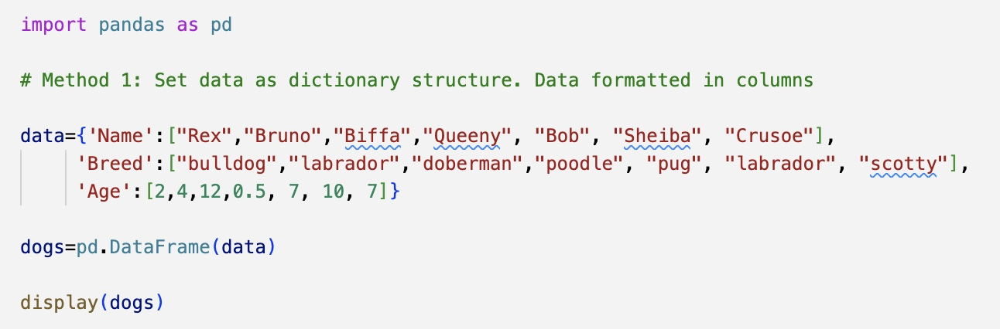 import pandas as pd
# Method 1: Set data as dictionary structure. Data formatted in columns
data={'Name':["Rex","Bruno","Biffa","Queeny", "Bob", "Sheiba", "Crusoe"],
'Breed':["bulldog","labrador","doberman","poodle", "pug", "labrador", "scotty"],
'Age':[2,4,12,0.5, 7, 10, 7]}
dogs=pd.DataFrame(data)
display(dogs)